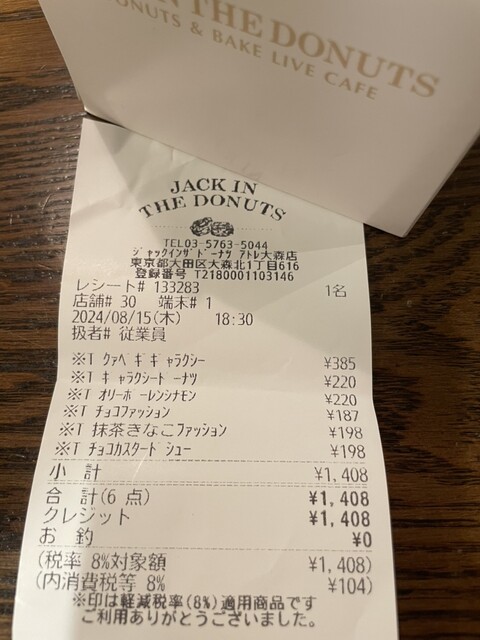 IN THE DONUTS
ONUTS & BAKE LIVE CAFE
JACK IN
THE DONUTS
TEL03-5763-5044
ｼﾞｬｯｸｲﾝｻﾞﾄﾞｰﾅﾂ ｱﾄﾚ大森店
東京都大田区大森北1丁目616
登録番号 T2180001103146
レシート# 133283 1名
店舗# 30 端末# 1
2024/08/15(木) 18:30
扱者# 従業員
※T ｸｧﾍﾞｷﾞｷﾞｬﾗｸｼｰ ¥385
※T ｷﾞｬﾗｸｼｰﾄﾞｰﾅﾂ ¥220
※T ｵﾘｰﾎﾞｰﾚﾝｼﾅﾓﾝ ¥220
※T ﾁｮｺﾌｧｯｼｮﾝ ¥187
※T 抹茶きなこﾌｧｯｼｮﾝ ¥198
※T ﾁｮｺｶｽﾀｰﾄﾞｼｭｰ ¥198
小 計 ¥1,408
合 計(6 点) ¥1,408
クレジット ¥1,408
お 釣 ¥0
(税率 8%対象額 ¥1,408)
(内消費税等 8% ¥104)
※印は軽減税率(8%)適用商品です
ご利用ありがとうございました。